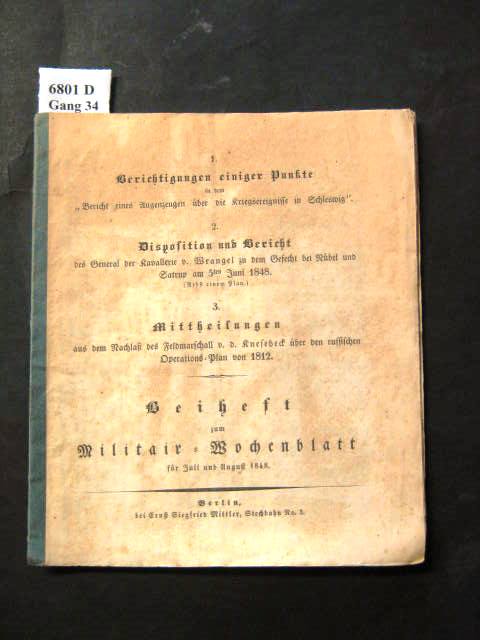 6801 D
Gang 34
1.
Berichtigungen einiger Punkte
in dem
„Bericht eines Augenzeugen über die Kriegsereignisse in Schleswig".
2.
Disposition und Bericht
des General der Kavallerie v. Wrangel zu dem Gefecht bei Nübel und
Satrup am 5ten Juni 1848.
(Nebst einem Plan.)
3.
Mittheilungen
aus dem Nachlaß des Feldmarschall v. d. Knesebeck über den russischen
Operations-Plan von 1812.
Beiheft
zum
Militair-Wochenblatt
für Juli und August 1848.
Berlin,
bei Ernst Siegfried Mittler, Stechbahn No. 3.